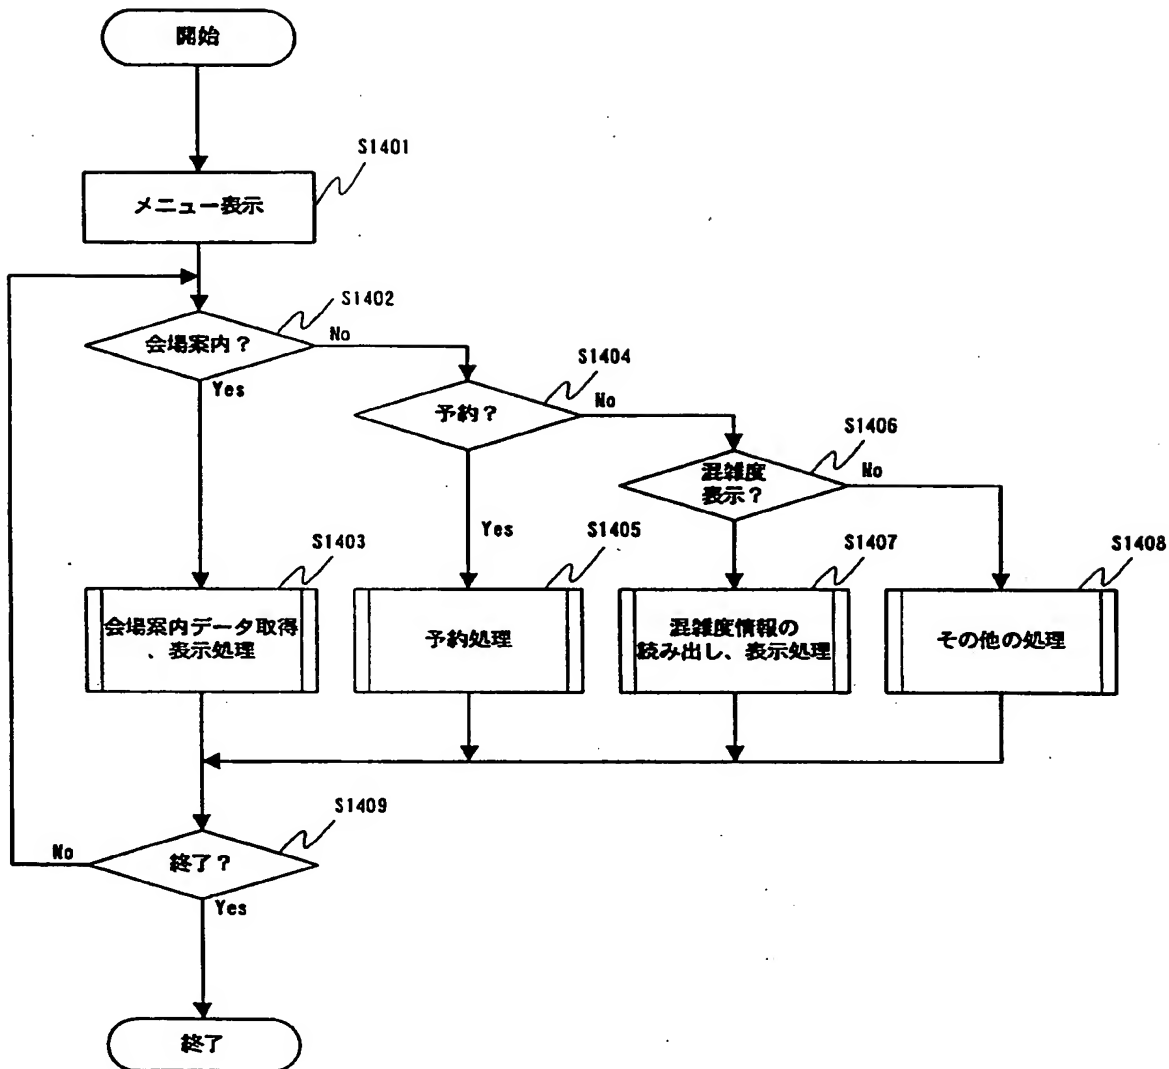 開始
S1401
メニュー表示
S1402
会場案内？
No
Yes
S1404
予約？
No
Yes
S1406
混雑度
表示？
No
S1403
会場案内データ取得
、表示処理
S1405
予約処理
S1407
混雑度情報の
読み出し、表示処理
S1408
その他の処理
S1409
終了？
No
Yes
終了